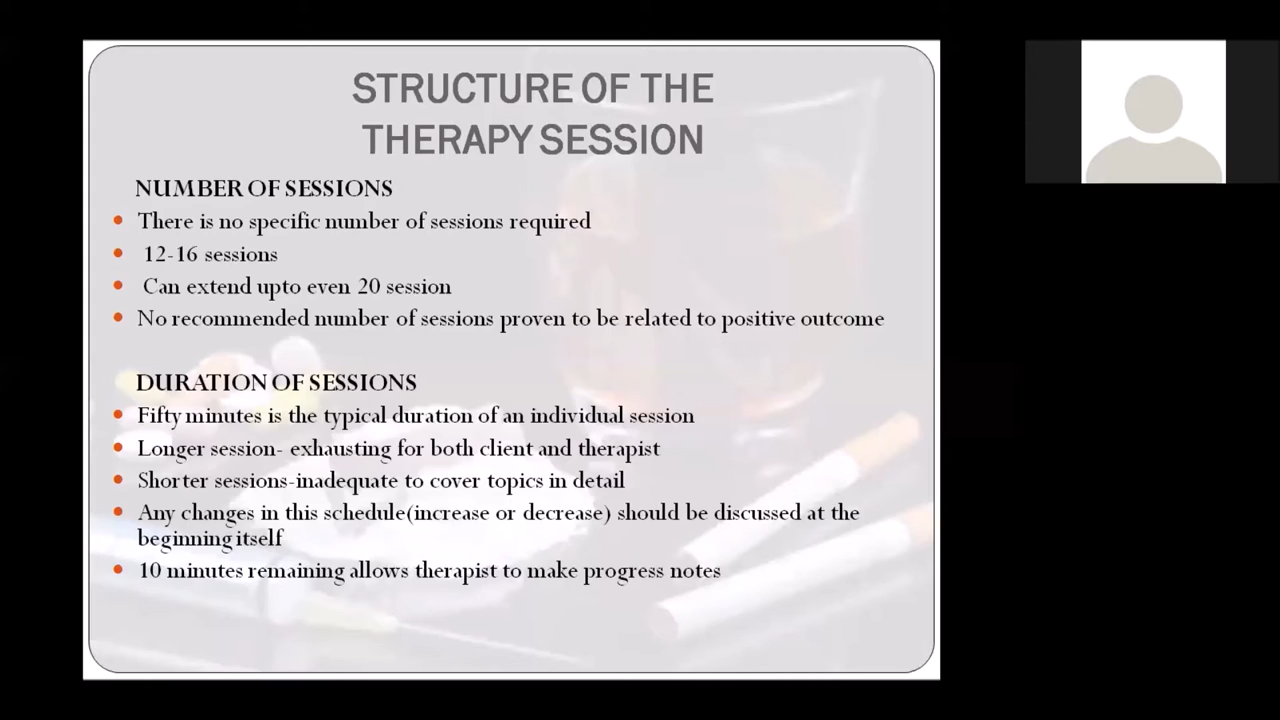 STRUCTURE OF THE
THERAPY SESSION
NUMBER OF SESSIONS
• There is no specific number of sessions required
• 12-16 sessions
• Can extend upto even 20 session
• No recommended number of sessions proven to be related to positive outcome
DURATION OF SESSIONS
• Fifty minutes is the typical duration of an individual session
• Longer session- exhausting for both client and therapist
• Shorter sessions-inadequate to cover topics in detail
• Any changes in this schedule(increase or decrease) should be discussed at the
beginning itself
• 10 minutes remaining allows therapist to make progress notes